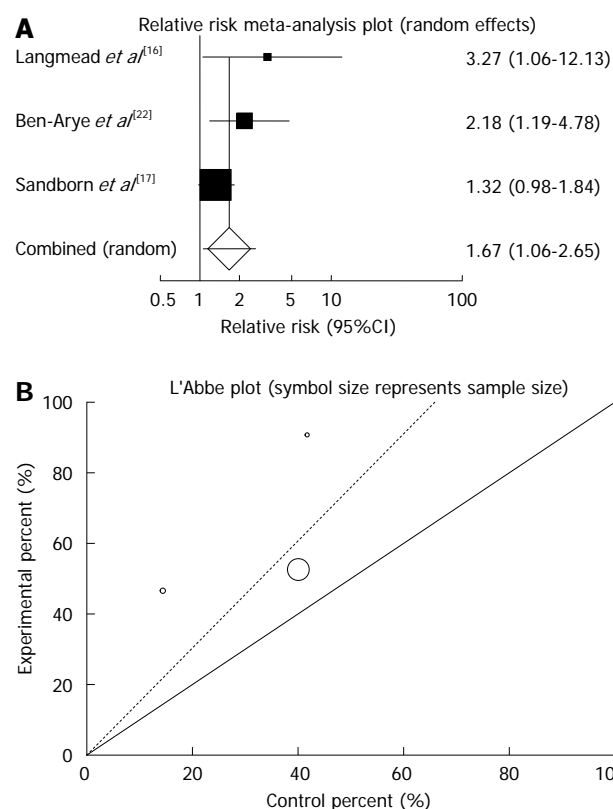 A
Relative risk meta-analysis plot (random effects)
Langmead et al[16] 3.27 (1.06-12.13)
Ben-Arye et al[22] 2.18 (1.19-4.78)
Sandborn et al[17] 1.32 (0.98-1.84)
Combined (random) 1.67 (1.06-2.65)
0.5 1 2 5 10 100
Relative risk (95%CI)
B
L'Abbe plot (symbol size represents sample size)
100
80
60
40
20
0
Experimental percent (%)
0 20 40 60 80 100
Control percent (%)